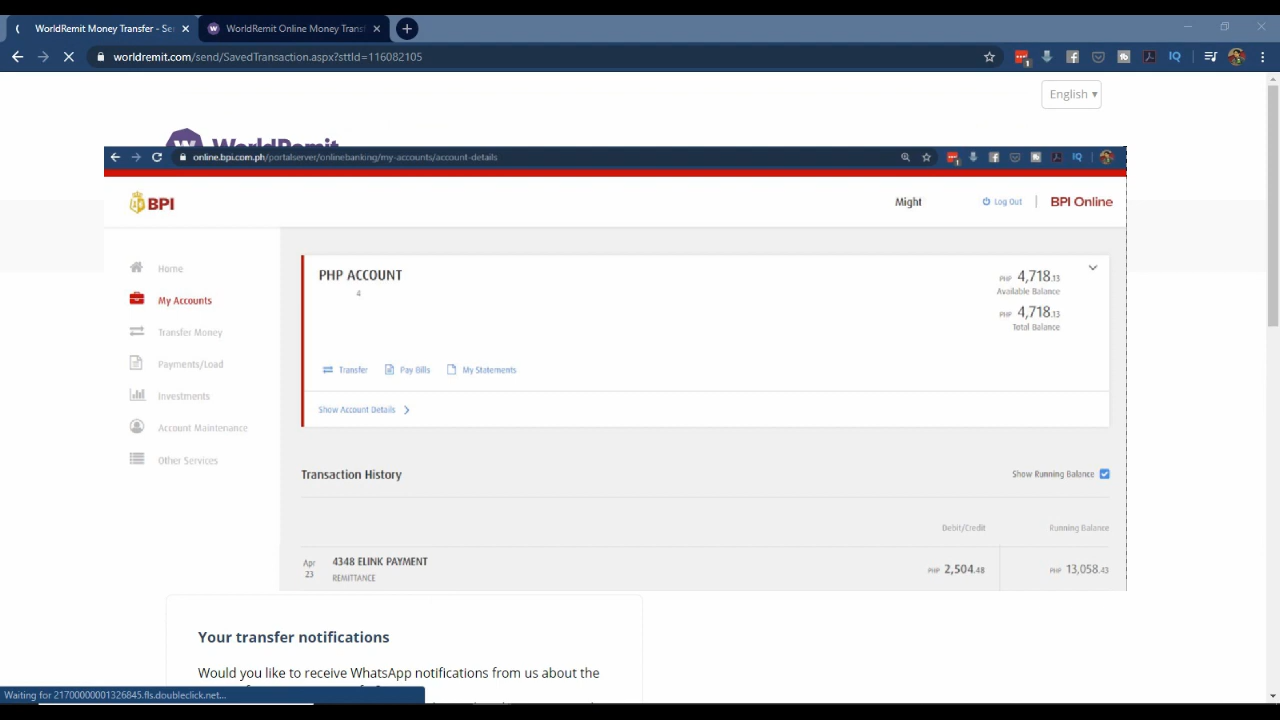 WorldRemit Money Transfer - Se
WorldRemit Online Money Trans
worldremit.com/send/SavedTransaction.aspx?sttId=116082105
IQ
English
WorldRemit
online.bpi.com.ph/portalserver/onlinebanking/my-accounts/account-details
IQ
BPI
Might
Log Out
BPI Online
Home
My Accounts
Transfer Money
Payments/Load
Investments
Account Maintenance
Other Services
PHP ACCOUNT
4
PHP 4,718.13
Available Balance
PHP 4,718.13
Total Balance
Transfer
Pay Bills
My Statements
Show Account Details
Transaction History
Show Running Balance
Debit/Credit
Running Balance
Apr
23
4348 ELINK PAYMENT
REMITTANCE
PHP 2,504.48
PHP 13,058.43
Your transfer notifications
Would you like to receive WhatsApp notifications from us about the
Waiting for 21700000001326845.fls.doubleclick.net...